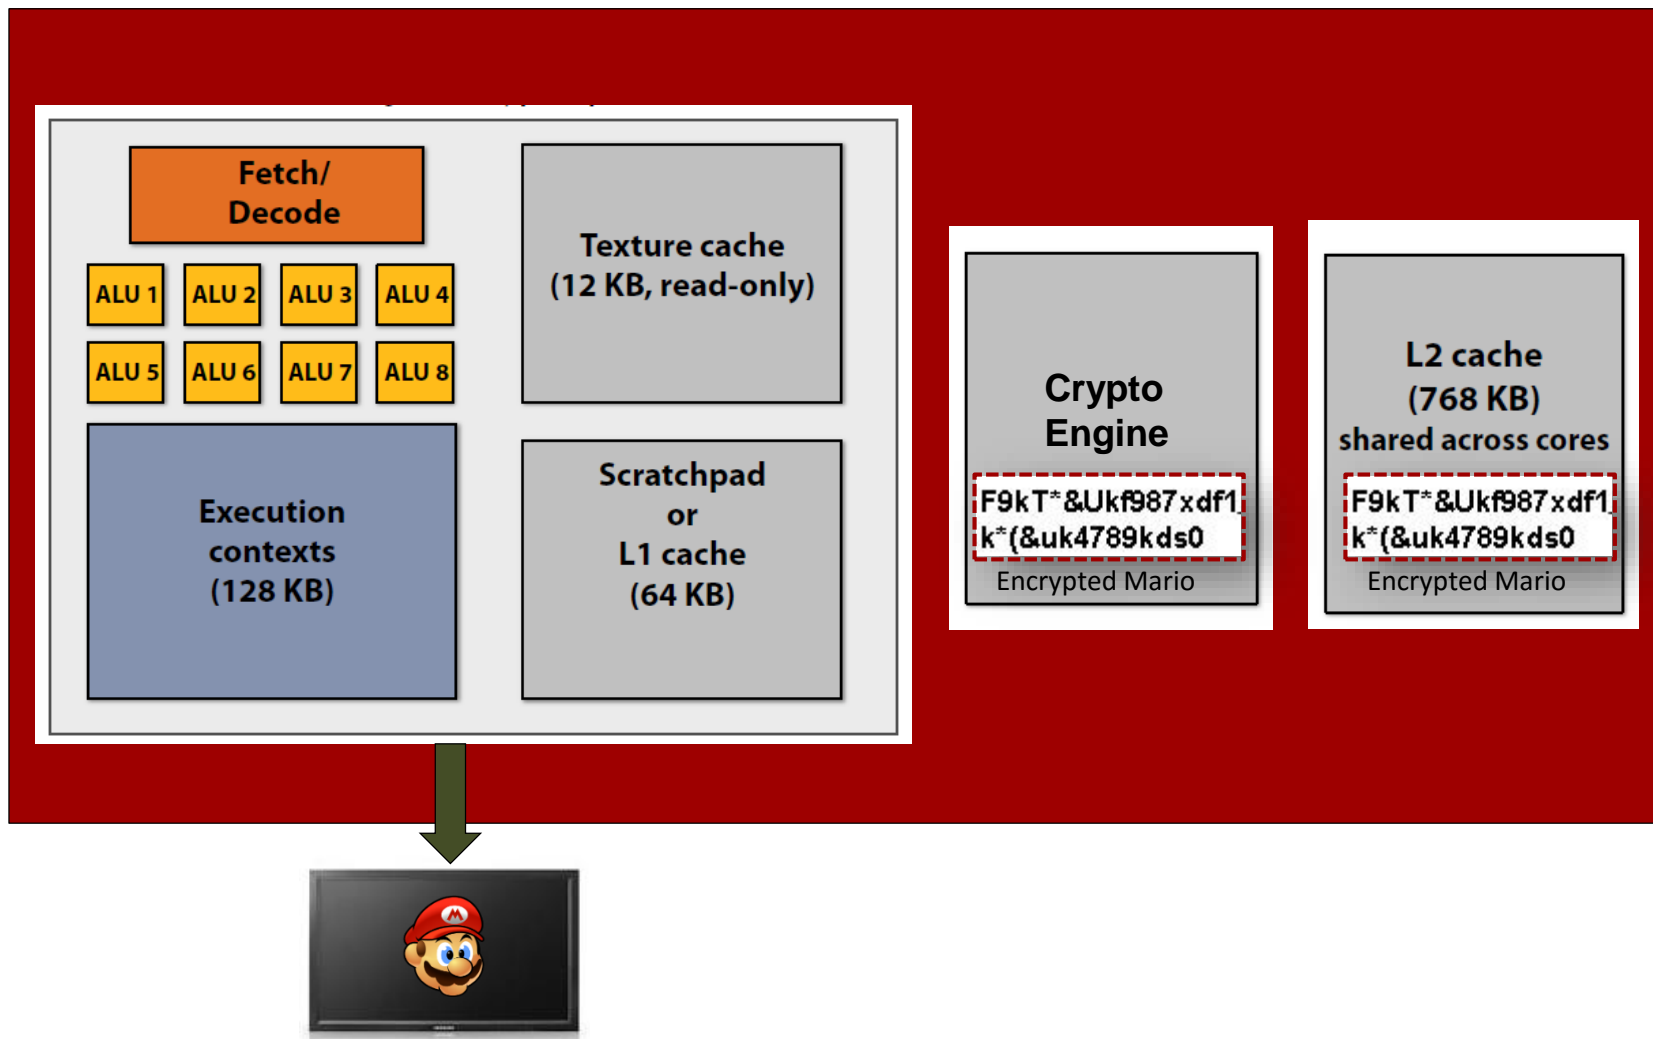 Fetch/
Decode
ALU 1 ALU 2 ALU 3 ALU 4
ALU 5 ALU 6 ALU 7 ALU 8
Execution
contexts
(128 KB)
Texture cache
(12 KB, read-only)
Scratchpad
or
L1 cache
(64 KB)
Crypto
Engine
F9kT*&Ukf987xdf1
k*(&uk4789kds0
Encrypted Mario
L2 cache
(768 KB)
shared across cores
F9kT*&Ukf987xdf1
k*(&uk4789kds0
Encrypted Mario
M